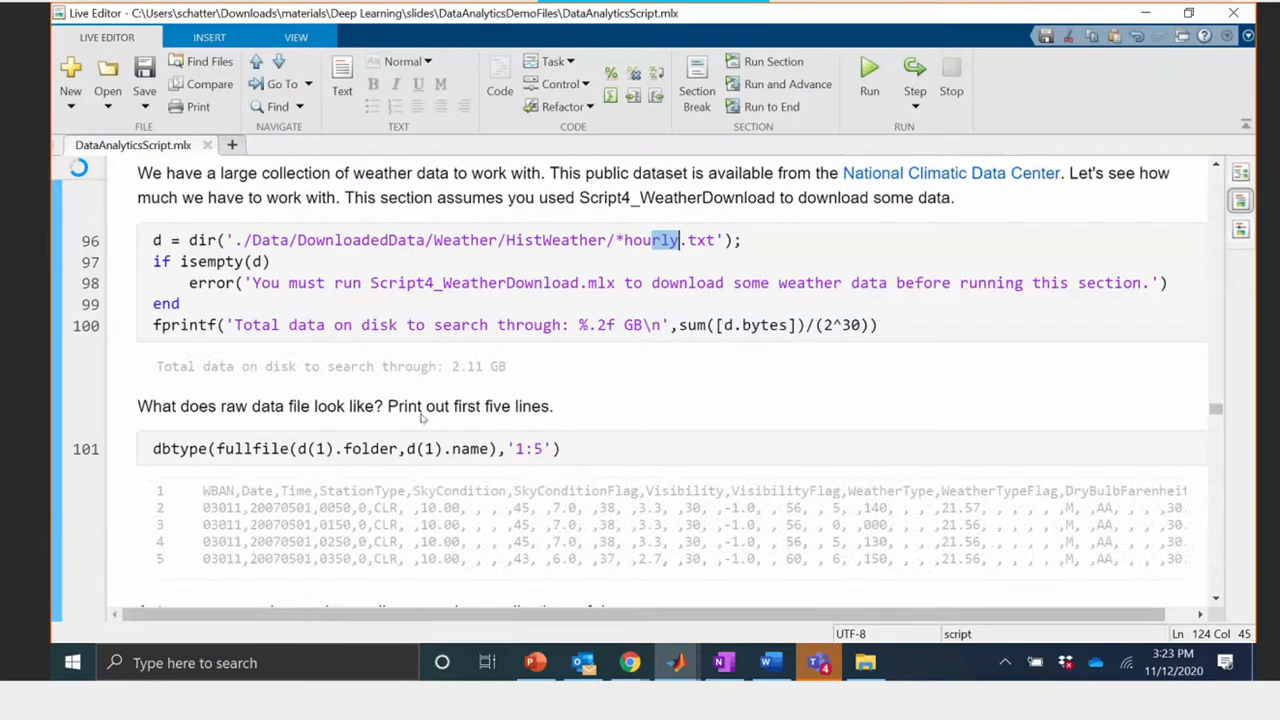 Live Editor - C:\Users\schatter\Downloads\materials\Deep Learning\slides\DataAnalyticsDemoFiles\DataAnalyticsScript.mlx
LIVE EDITOR INSERT VIEW
New Open Save Find Files Compare Print
FILE
Go To Find
NAVIGATE
Text Normal B I U M
TEXT
Code Task Control Refactor
CODE
Section Break Run Section Run and Advance Run to End
SECTION
Run Step Stop
RUN
DataAnalyticsScript.mlx
We have a large collection of weather data to work with. This public dataset is available from the National Climatic Data Center. Let's see how
much we have to work with. This section assumes you used Script4_WeatherDownload to download some data.
96 d = dir('./Data/DownloadedData/Weather/HistWeather/*hourly.txt');
97 if isempty(d)
98 error('You must run Script4_WeatherDownload.mlx to download some weather data before running this section.')
99 end
100 fprintf('Total data on disk to search through: %.2f GB\n',sum([d.bytes])/(2^30))
Total data on disk to search through: 2.11 GB
What does raw data file look like? Print out first five lines.
101 dbtype(fullfile(d(1).folder,d(1).name),'1:5')
1 WBAN,Date,Time,StationType,SkyCondition,SkyConditionFlag,Visibility,VisibilityFlag,WeatherType,WeatherTypeFlag,DryBulbFarenheit
2 03011,20070501,0050,0,CLR, ,10.00, , , ,45, ,7.0, ,38, ,3.3, ,30, ,-1.0, , 56, , 5, ,140, , ,21.57, , , , , ,M, ,AA, , , ,30.
3 03011,20070501,0150,0,CLR, ,10.00, , , ,45, ,7.0, ,38, ,3.3, ,30, ,-1.0, , 56, , 0, ,000, , ,21.56, , , , , ,M, ,AA, , , ,30.
4 03011,20070501,0250,0,CLR, ,10.00, , , ,45, ,7.0, ,38, ,3.3, ,30, ,-1.0, , 56, , 5, ,130, , ,21.56, , , , , ,M, ,AA, , , ,30.
5 03011,20070501,0350,0,CLR, ,10.00, , , ,43, ,6.0, ,37, ,2.7, ,30, ,-1.0, , 60, , 6, ,150, , ,21.56, , , , , ,M, ,AA, , , ,30.
UTF-8 script Ln 124 Col 45
Type here to search
4
3:23 PM
11/12/2020